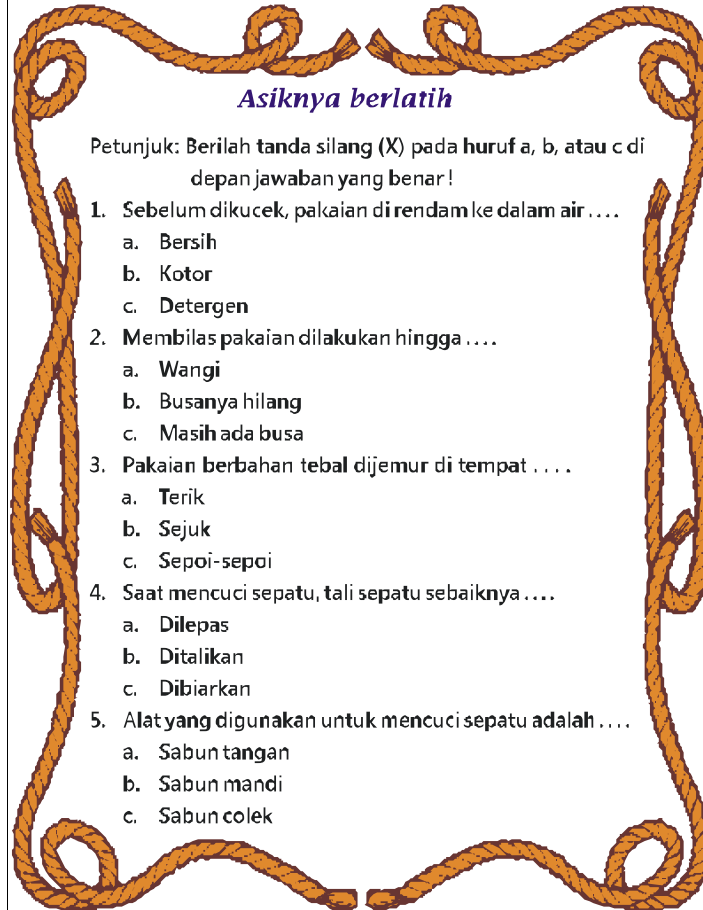 Asiknya berlatih
Petunjuk: Berilah tanda silang (X) pada huruf a, b, atau c di
depan jawaban yang benar !
1. Sebelum dikucek, pakaian di rendam ke dalam air . . . .
a. Bersih
b. Kotor
c. Detergen
2. Membilas pakaian dilakukan hingga . . . .
a. Wangi
b. Busanya hilang
c. Masih ada busa
3. Pakaian berbahan tebal dijemur di tempat . . . .
a. Terik
b. Sejuk
c. Sepoi-sepoi
4. Saat mencuci sepatu, tali sepatu sebaiknya . . . .
a. Dilepas
b. Ditalikan
c. Dibiarkan
5. Alat yang digunakan untuk mencuci sepatu adalah . . . .
a. Sabun tangan
b. Sabun mandi
c. Sabun colek